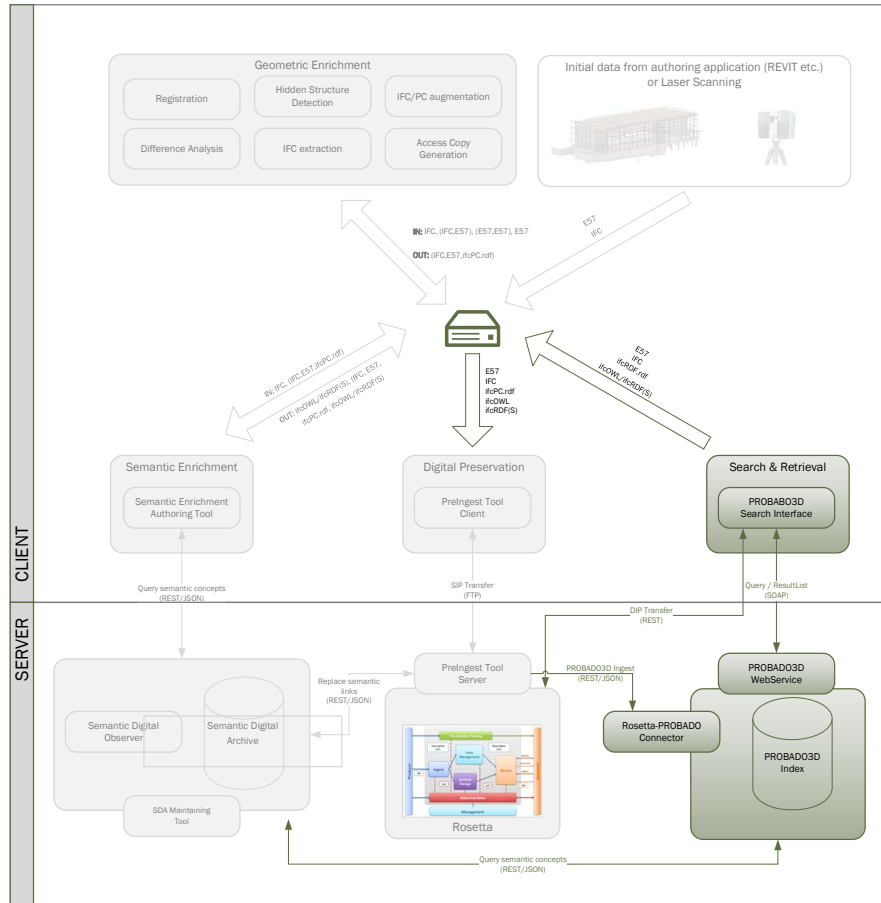 CLIENT
Geometric Enrichment
Registration
Hidden Structure
Detection
IFC/PC augmentation
Difference Analysis
IFC extraction
Access Copy
Generation
Initial data from authoring application (REVIT etc.)
or Laser Scanning
IN: IFC, (IFC,E57), (E57,E57), E57
OUT: (IFC,E57,ifcPC.rdf)
E57
IFC
IN: IFC, (IFC,E57,ifcPC.rdf)
OUT: ifcOWL/ifcRDF(S), (IFC, E57,
ifcPC.rdf, ifcOWL/ifcRDF(S)
E57
IFC
ifcPC.rdf
ifcOWL
ifcRDF(S)
E57
IFC
ifcRDF.rdf
ifcOWL/ifcRDF(S)
Semantic Enrichment
Semantic Enrichment
Authoring Tool
Digital Preservation
PreIngest Tool
Client
Search & Retrieval
PROBABO3D
Search Interface
Query semantic concepts
(REST/JSON)
SIP Transfer
(FTP)
Query / ResultList
(SOAP)
SERVER
DIP Transfer
(REST)
Replace semantic
links
(REST/JSON)
PreIngest Tool
Server
PROBADO3D Ingest
(REST/JSON)
PROBADO3D
WebService
Semantic Digital
Observer
Semantic Digital
Archive
Rosetta-PROBADO
Connector
PROBADO3D
Index
SDA Maintaining
Tool
Ingest
Administration
Management
Rosetta
Query semantic concepts
(REST/JSON)